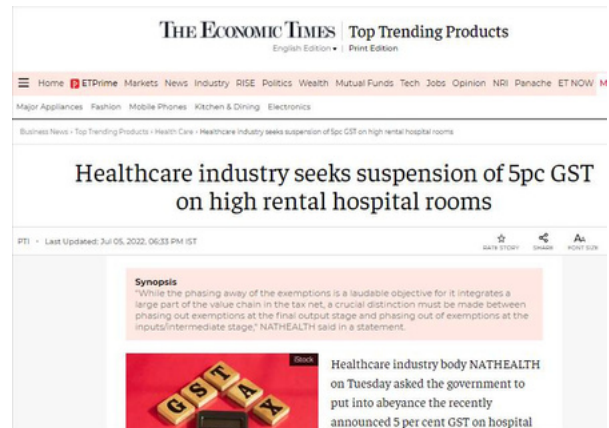 THE ECONOMIC TIMES | Top Trending Products
English Edition ▾ | Print Edition
☰ Home ETPrime Markets News Industry RISE Politics Wealth Mutual Funds Tech Jobs Opinion NRI Panache ET NOW M
Major Appliances Fashion Mobile Phones Kitchen & Dining Electronics
Business News › Top Trending Products › Health Care › Healthcare industry seeks suspension of 5pc GST on high rental hospital rooms
Healthcare industry seeks suspension of 5pc GST
on high rental hospital rooms
PTI • Last Updated: Jul 05, 2022, 06:33 PM IST
RATE STORY SHARE FONT SIZE
Synopsis
"While the phasing away of the exemptions is a laudable objective for it integrates a
large part of the value chain in the tax net, a crucial distinction must be made between
phasing out exemptions at the final output stage and phasing out of exemptions at the
inputs/intermediate stage," NATHEALTH said in a statement.
iStock
GST
TAX
Healthcare industry body NATHEALTH
on Tuesday asked the government to
put into abeyance the recently
announced 5 per cent GST on hospital